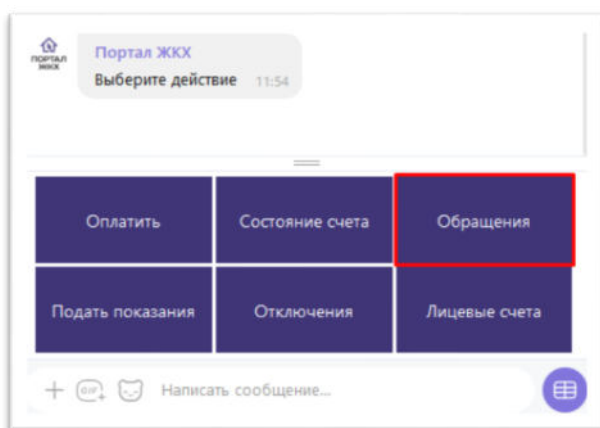 ПОРТАЛ
ЖКХ
Портал ЖКХ
Выберите действие 11:54
Оплатить
Состояние счета
Обращения
Подать показания
Отключения
Лицевые счета
GIF
Написать сообщение...